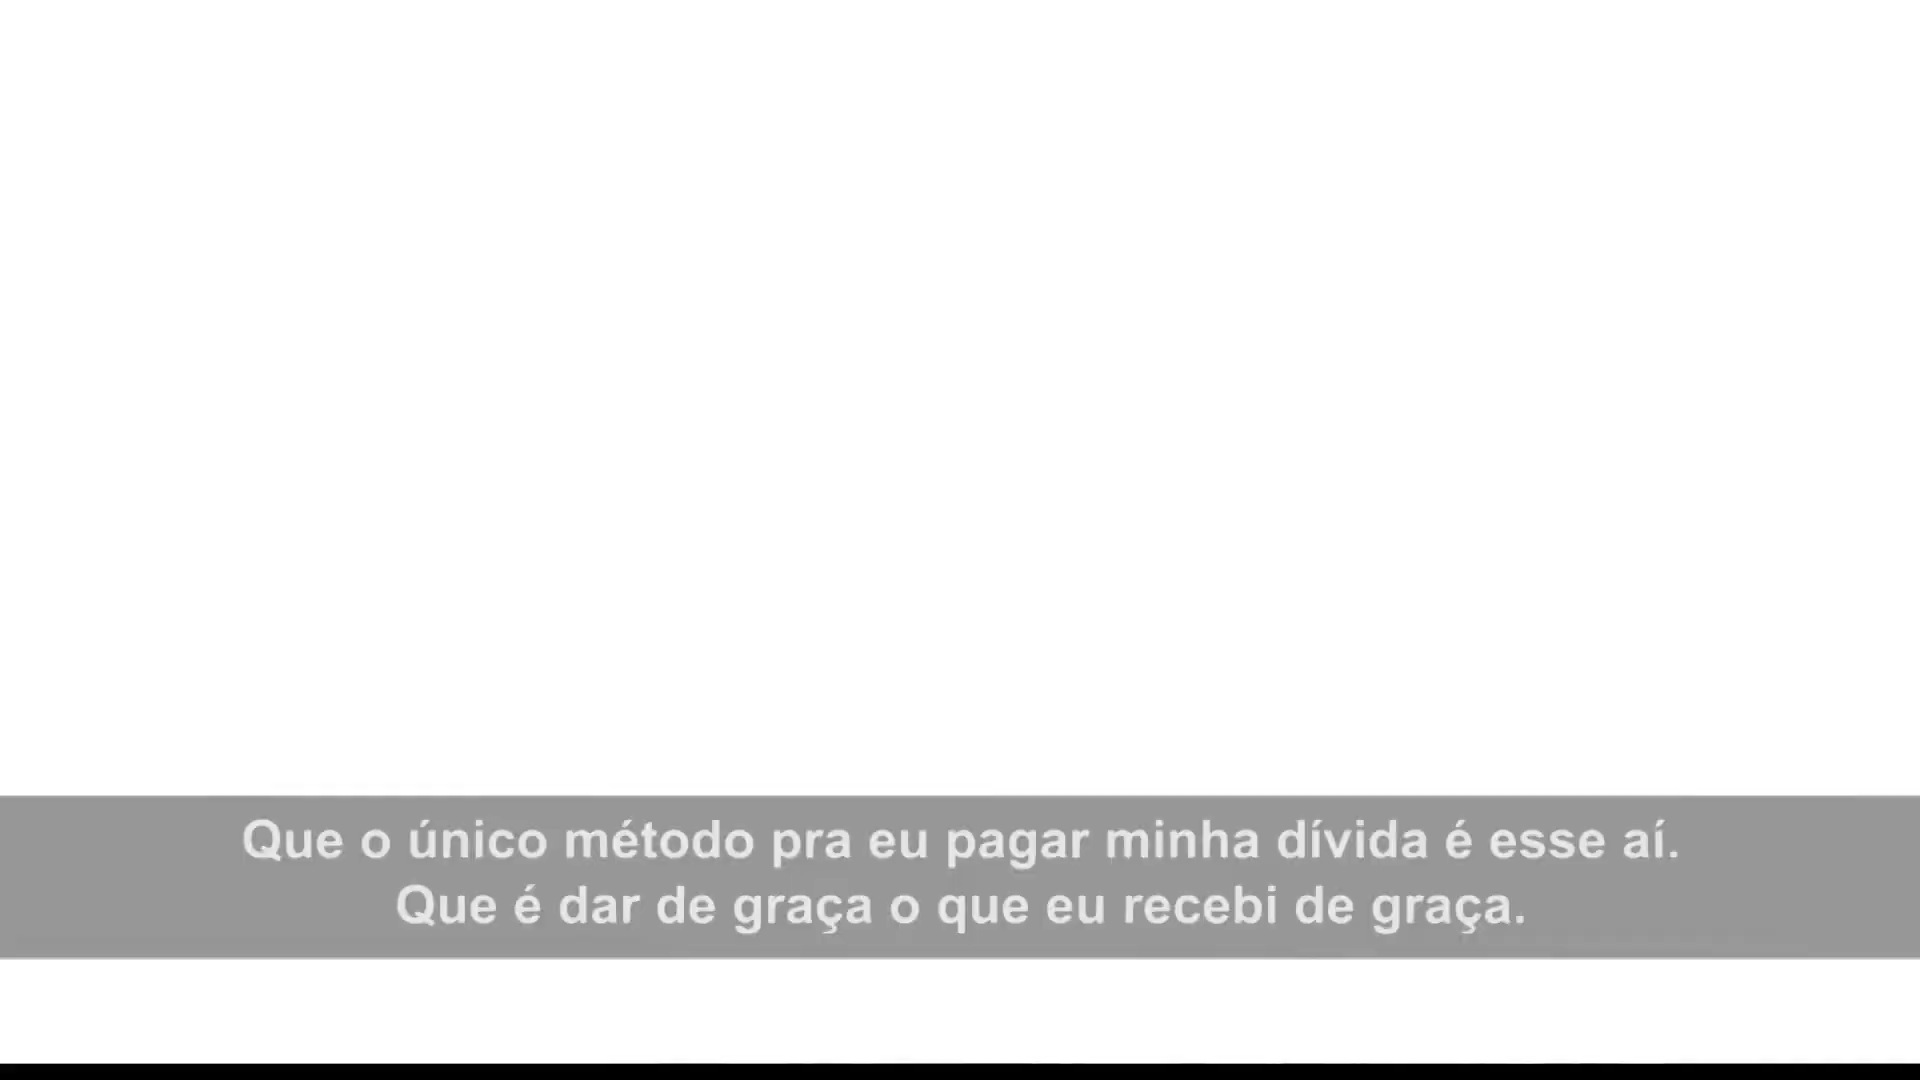 Que o único método pra eu pagar minha dívida é esse aí.
Que é dar de graça o que eu recebi de graça.